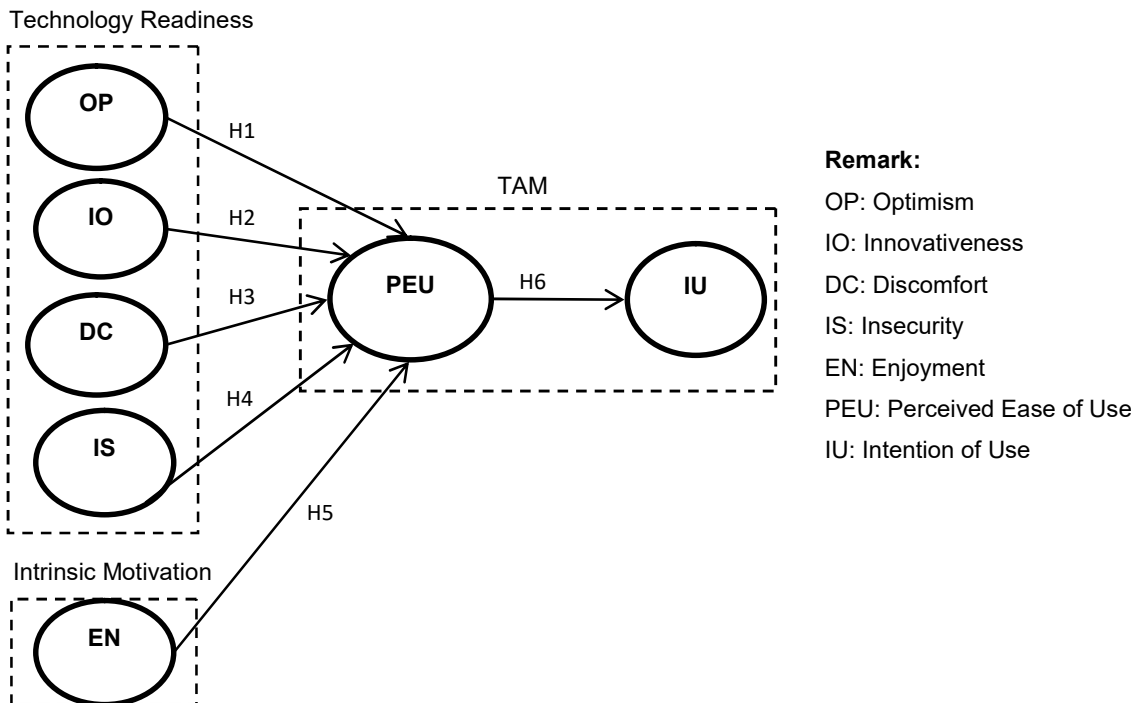 Technology Readiness
OP
H1
IO
H2
DC
H3
IS
H4
Intrinsic Motivation
EN
H5
TAM
PEU
H6
IU
Remark:
OP: Optimism
IO: Innovativeness
DC: Discomfort
IS: Insecurity
EN: Enjoyment
PEU: Perceived Ease of Use
IU: Intention of Use